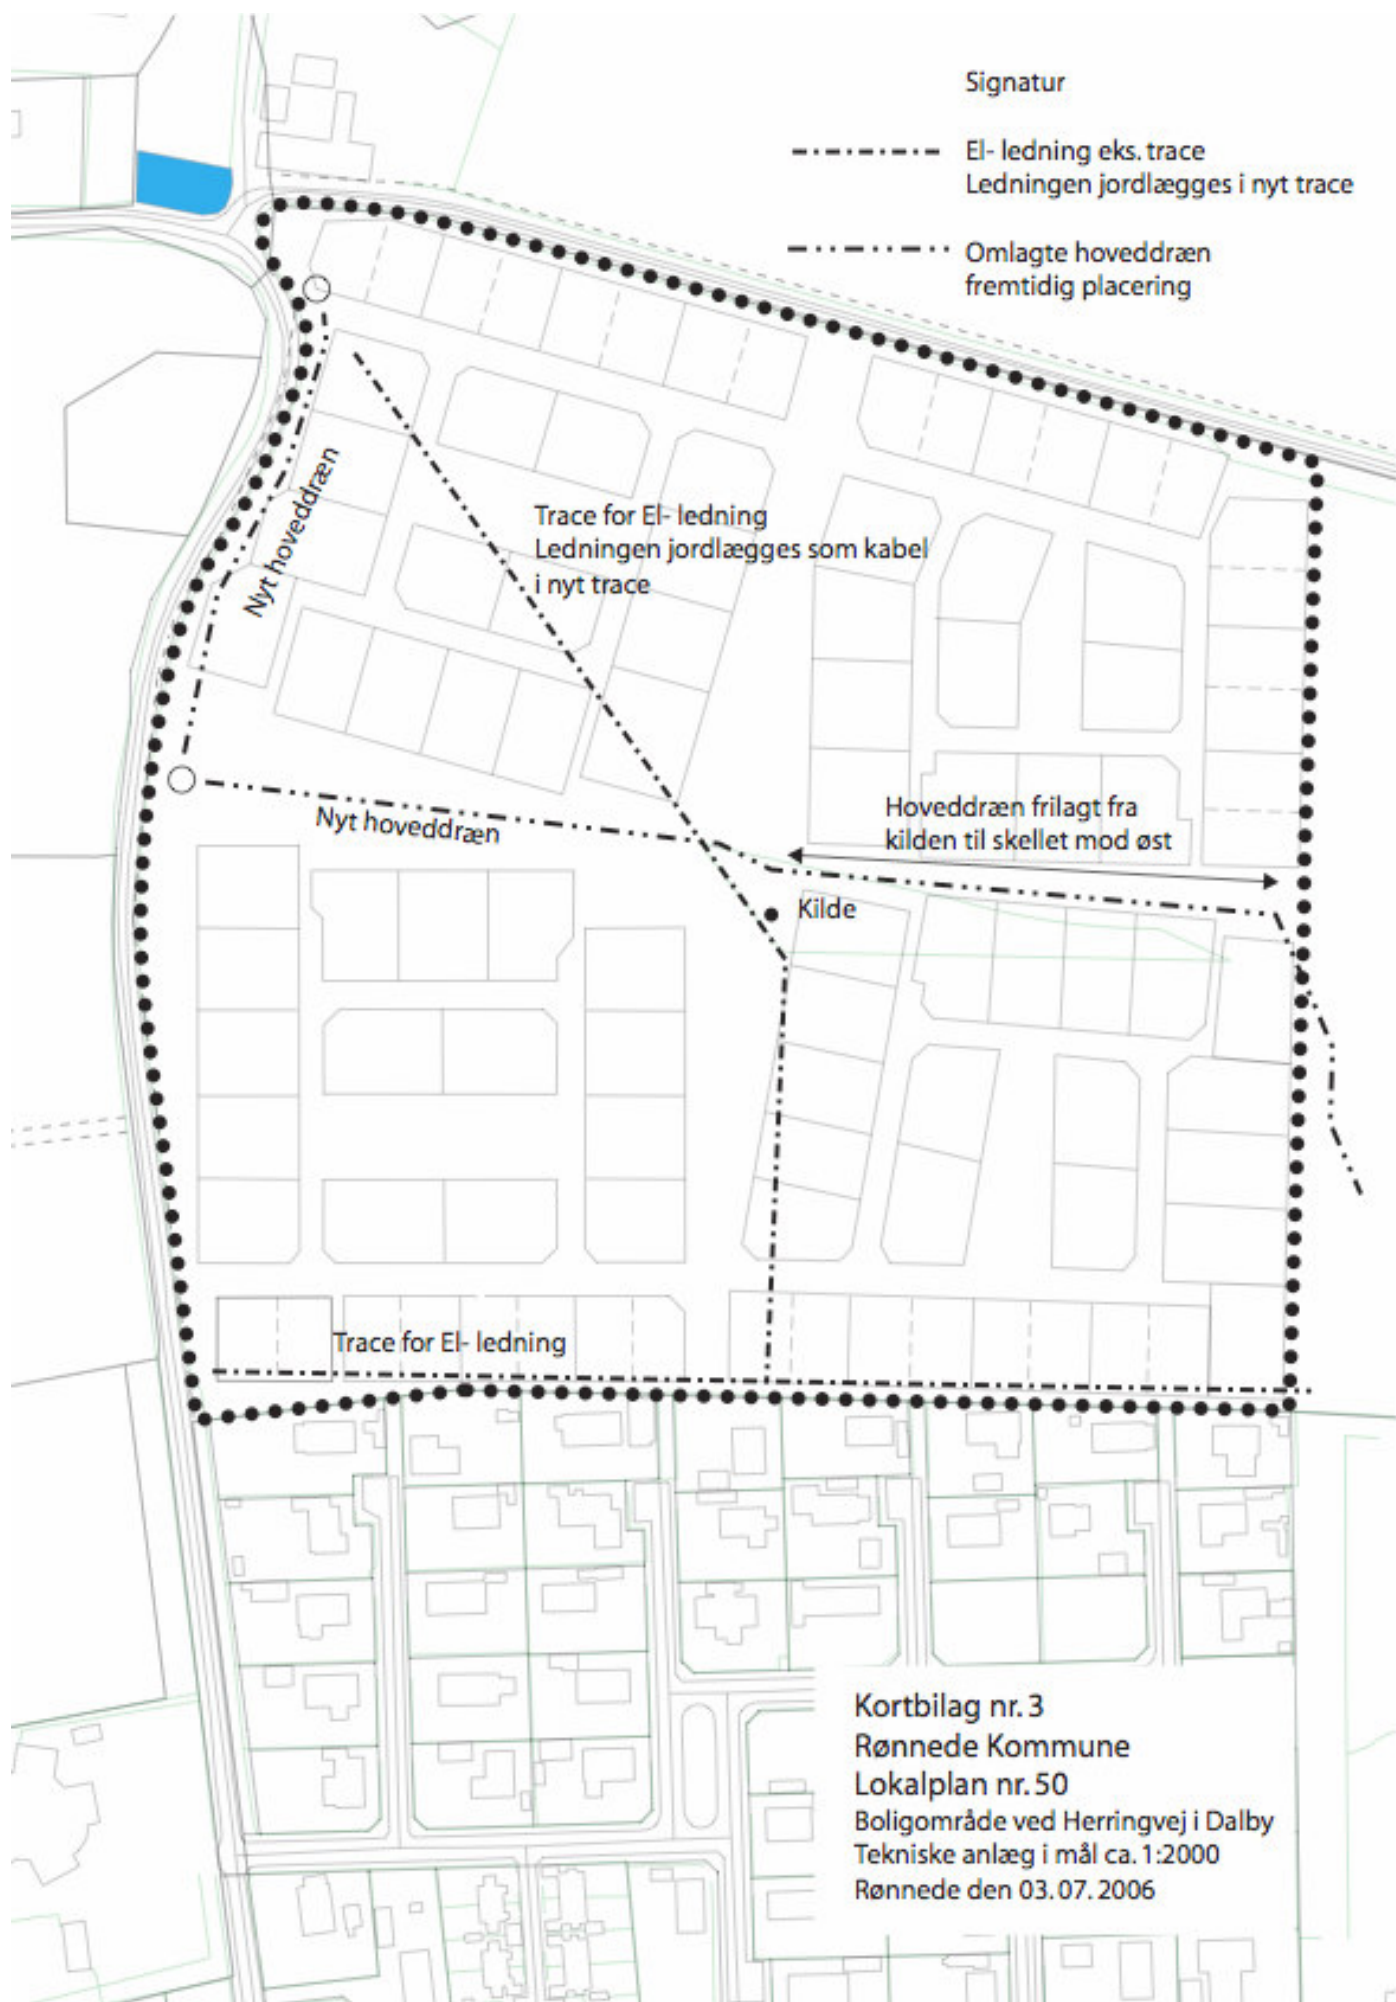 Signatur
El- ledning eks. trace
Ledningen jordlægges i nyt trace
Omlagte hoveddræn
fremtidig placering
Nyt hoveddræn
Trace for El- ledning
Ledningen jordlægges som kabel
i nyt trace
Nyt hoveddræn
Hoveddræn frilagt fra
kilden til skellet mod øst
Kilde
Trace for El- ledning
Kortbilag nr. 3
Rønnede Kommune
Lokalplan nr. 50
Boligområde ved Herringvej i Dalby
Tekniske anlæg i mål ca. 1:2000
Rønnede den 03. 07. 2006